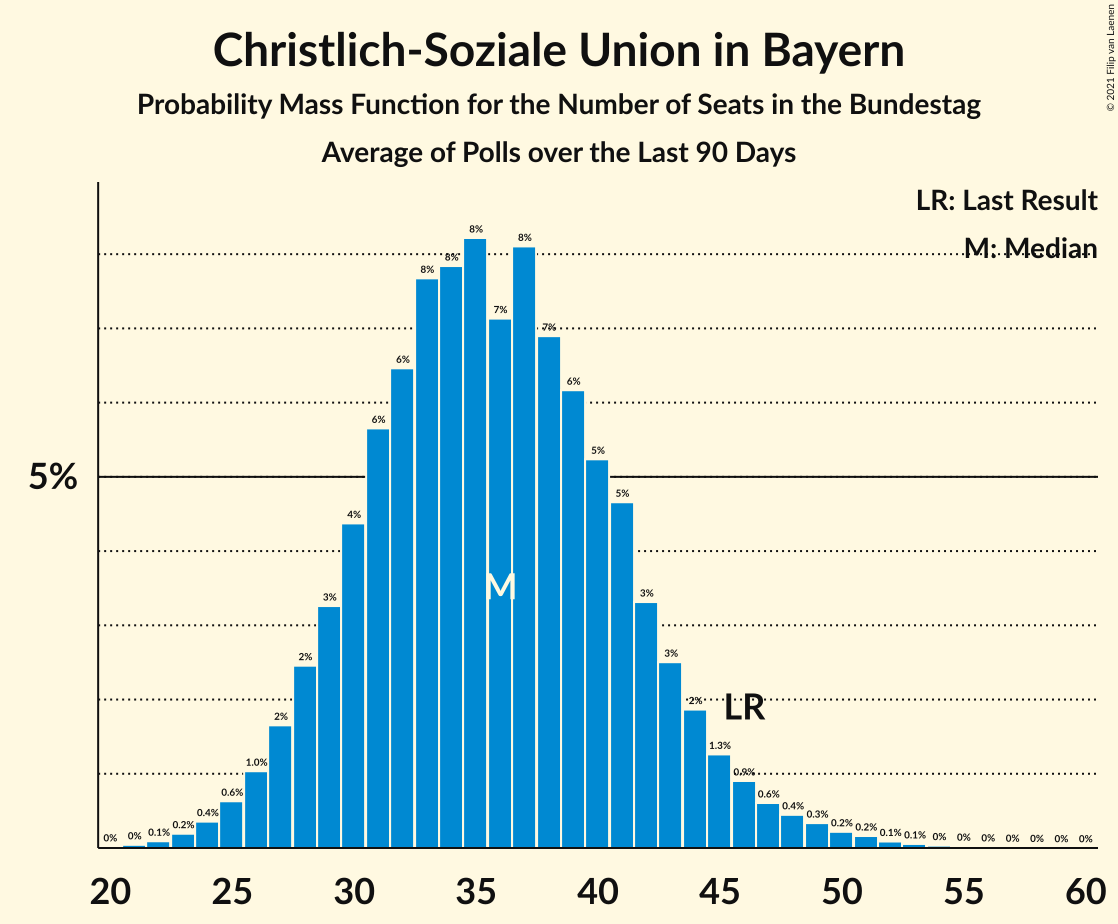 Christlich-Soziale Union in Bayern
Probability Mass Function for the Number of Seats in the Bundestag
Average of Polls over the Last 90 Days
© 2021 Filip van Laenen
LR: Last Result
M: Median
5%
0% 0% 0.1% 0.2% 0.4% 0.6% 1.0% 2% 2% 3% 4% 6% 6% 8% 8% 8% 7% 8% 7% 6% 5% 5% 3% 3% 2% 1.3% 0.9% 0.6% 0.4% 0.3% 0.2% 0.2% 0.1% 0.1% 0% 0% 0% 0% 0% 0% 0%
M
LR
20 25 30 35 40 45 50 55 60